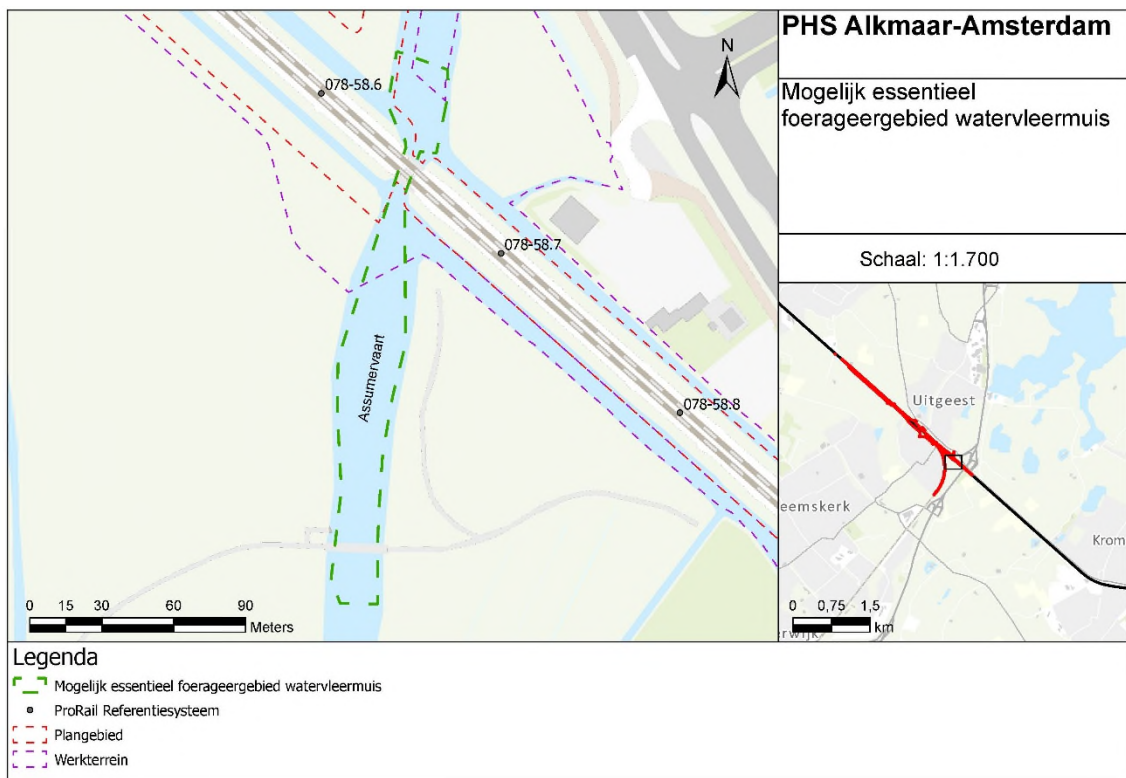 PHS Alkmaar-Amsterdam
Mogelijk essentieel
foerageergebied watervleermuis
Schaal: 1:1.700
N
078-58.6
078-58.7
078-58.8
Assumervaart
0 15 30 60 90
Meters
Uitgeest
eemskerk
Krom
erwijk
0 0,75 1,5
km
Legenda
Mogelijk essentieel foerageergebied watervleermuis
ProRail Referentiesysteem
Plangebied
Werkterrein